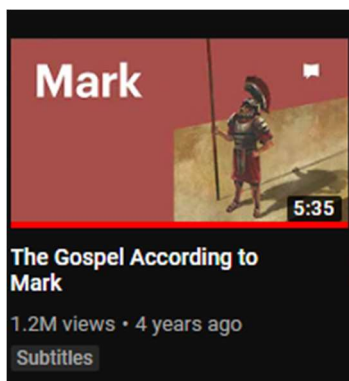 Mark
5:35
The Gospel According to
Mark
1.2M views • 4 years ago
Subtitles